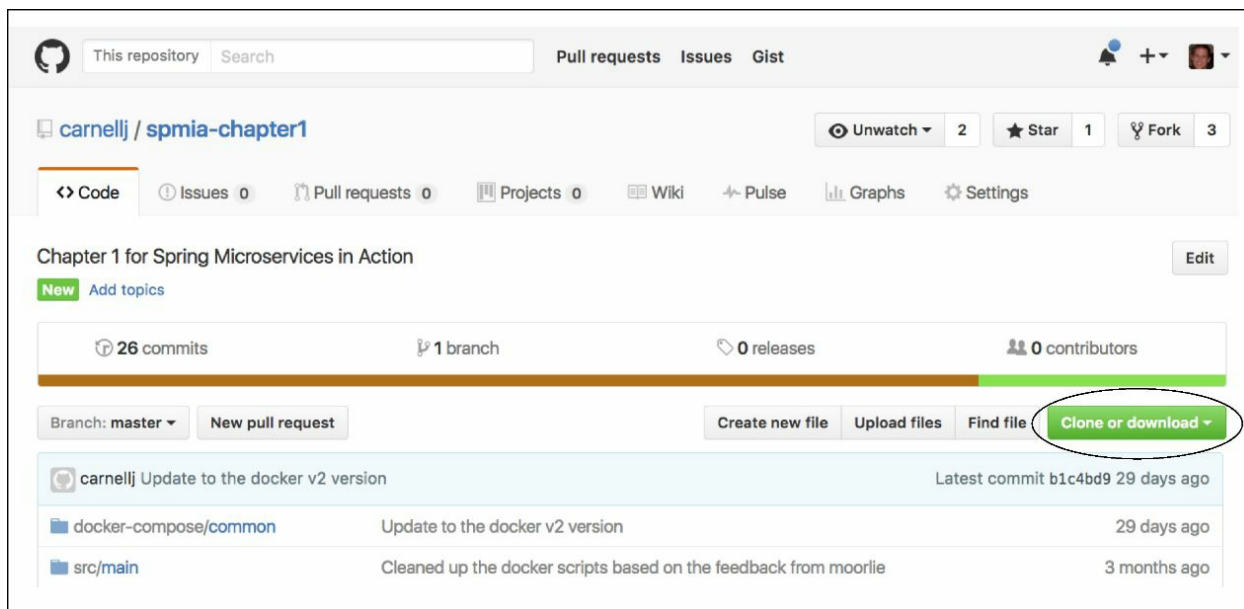 This repository Search Pull requests Issues Gist
carnellj / spmia-chapter1 Unwatch 2 Star 1 Fork 3
Code Issues 0 Pull requests 0 Projects 0 Wiki Pulse Graphs Settings
Chapter 1 for Spring Microservices in Action Edit
New Add topics
26 commits 1 branch 0 releases 0 contributors
Branch: master New pull request Create new file Upload files Find file Clone or download
carnellj Update to the docker v2 version Latest commit b1c4bd9 29 days ago
docker-compose/common Update to the docker v2 version 29 days ago
src/main Cleaned up the docker scripts based on the feedback from moorlie 3 months ago